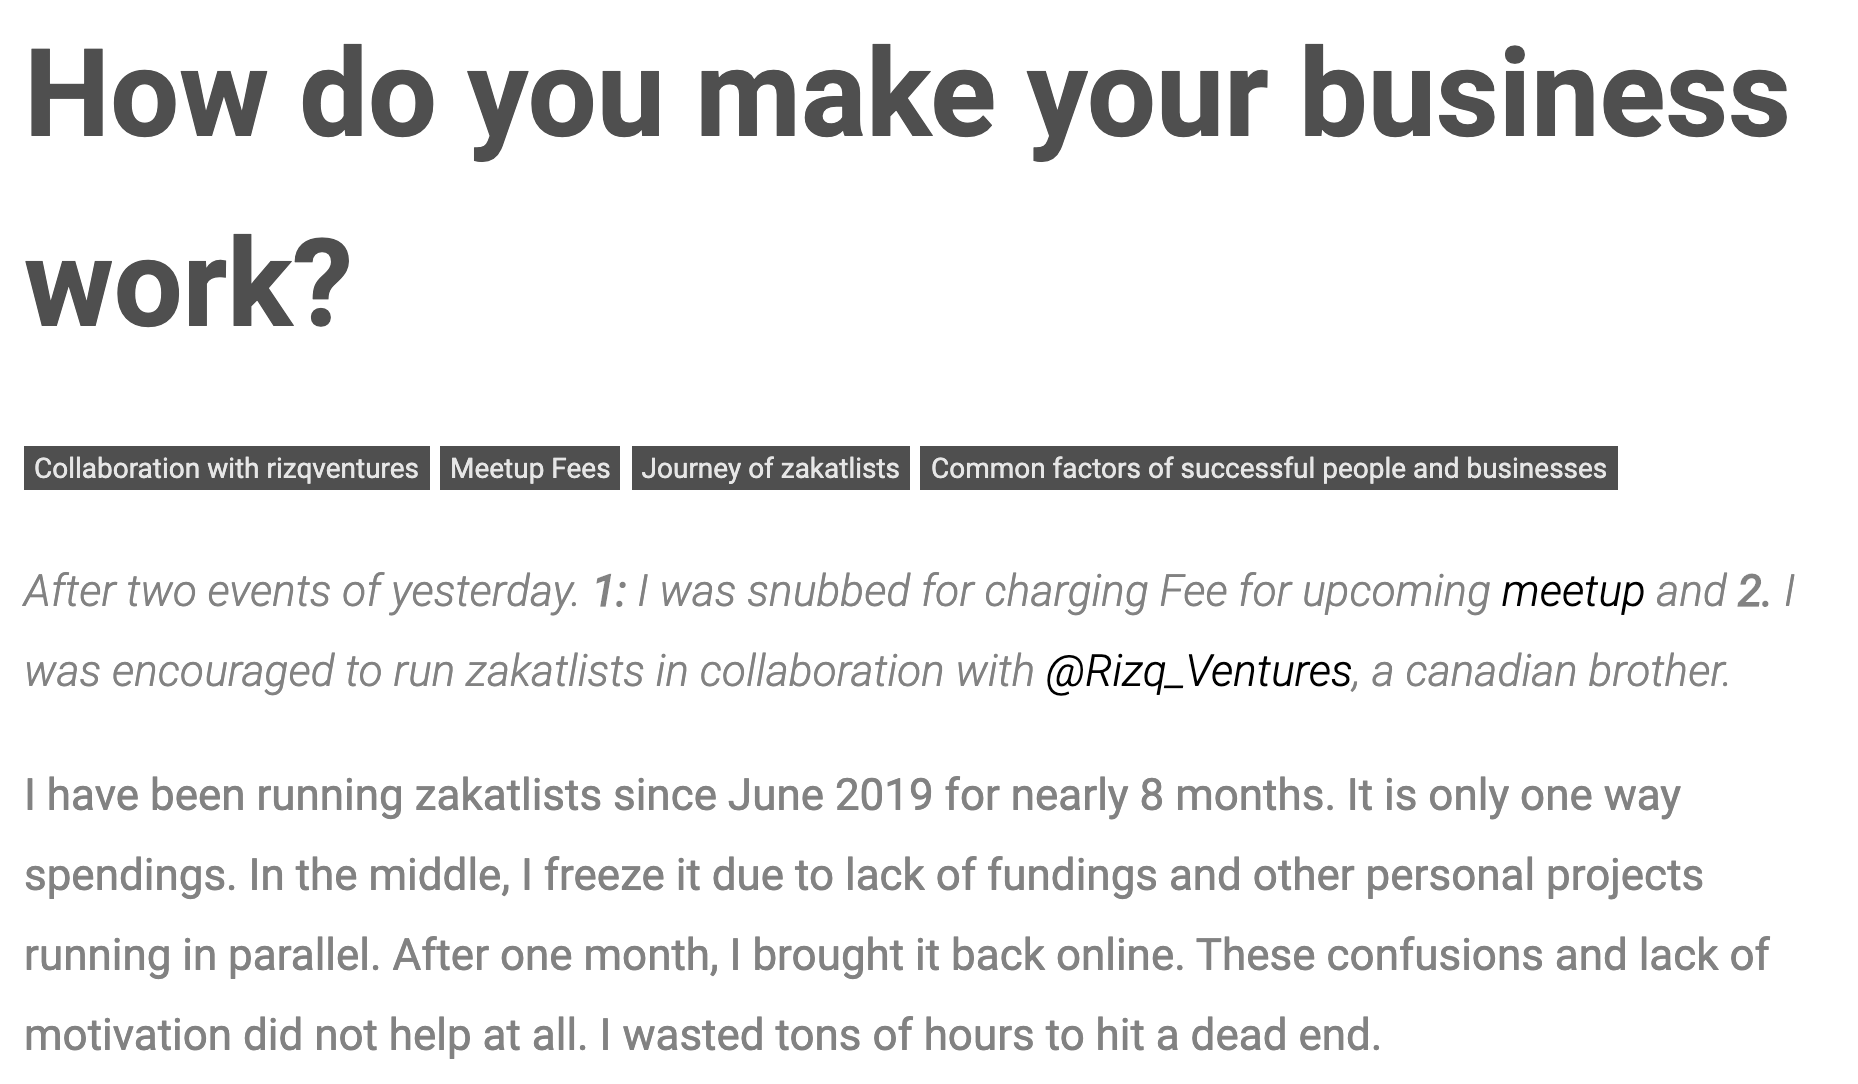 How do you make your business
work?
Collaboration with rizqventures Meetup Fees Journey of zakatlists Common factors of successful people and businesses
After two events of yesterday. 1: I was snubbed for charging Fee for upcoming meetup and 2. I
was encouraged to run zakatlists in collaboration with @Rizq_Ventures, a canadian brother.
I have been running zakatlists since June 2019 for nearly 8 months. It is only one way
spendings. In the middle, I freeze it due to lack of fundings and other personal projects
running in parallel. After one month, I brought it back online. These confusions and lack of
motivation did not help at all. I wasted tons of hours to hit a dead end.